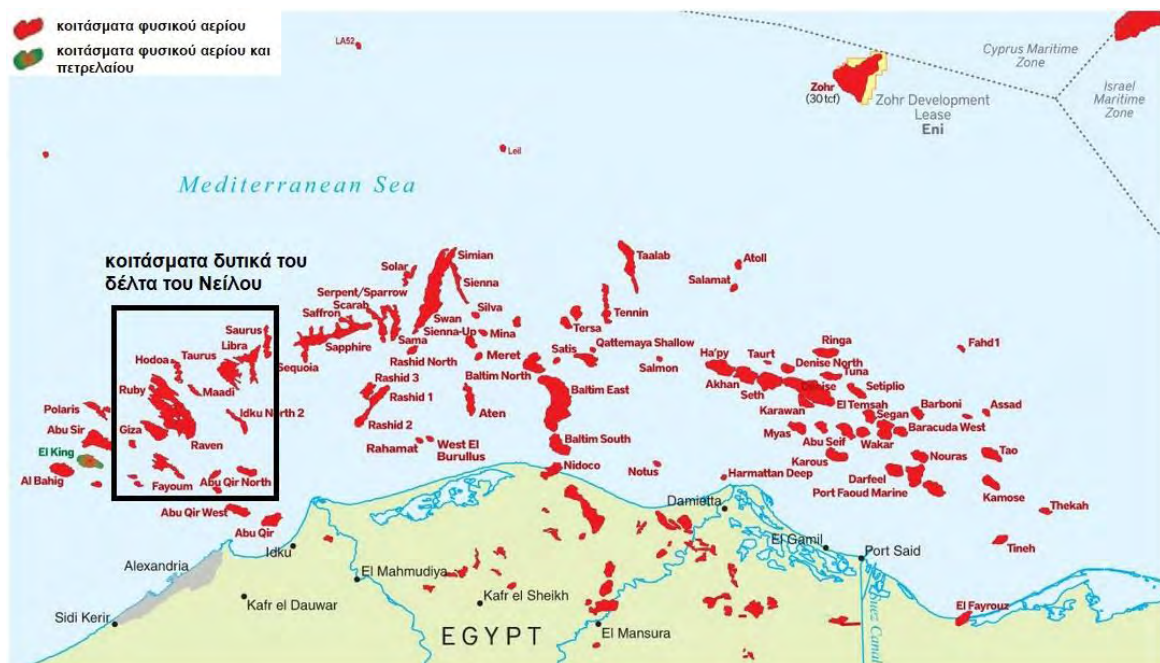 κοιτάσματα φυσικού αερίου
κοιτάσματα φυσικού αερίου και
πετρελαίου
LA52
Cyprus Maritime
Zone
Israel
Maritime
Zone
Zohr
(30 tcf)
Zohr Development
Lease
Eni
Leil
Mediterranean Sea
κοιτάσματα δυτικά του
δέλτα του Νείλου
Simian
Solar
Sienna
Taalab
Atoll
Salamat
Serpent/Sparrow
Scarab
Saffron
Silva
Swan
Sienna-Up
Mina
Tersa
Tennin
Saurus
Libra
Taurus
Hodoa
Sapphire
Sama
Sequoia
Rashid North
Meret
Satis
Qattemaya Shallow
Salmon
Ha'py
Taurt
Ringa
Denise North
Tuna
Fahd1
Ruby
Maadi
Rashid 3
Rashid 1
Baltim North
Baltim East
Akhan
Seth
Denise
Setiplio
Polaris
Idku North 2
Rashid 2
Aten
Karawan
El Temsah
Segan
Barboni
Assad
Abu Sir
Giza
Raven
Rahamat
West El
Burullus
Baltim South
Myas
Abu Seif
Wakar
Baracuda West
El King
Al Bahig
Fayoum
Abu Qir North
Nidoco
Notus
Harmattan Deep
Karous
Darfeel
Nouras
Tao
Port Faoud Marine
Kamose
Abu Qir West
Abu Qir
Damietta
Thekah
Idku
El Gamil
Port Said
Tineh
Alexandria
El Mahmudiya
Kafr el Dauwar
Kafr el Sheikh
Sidi Kerir
EGYPT
El Mansura
Suez Canal
El Fayrouz